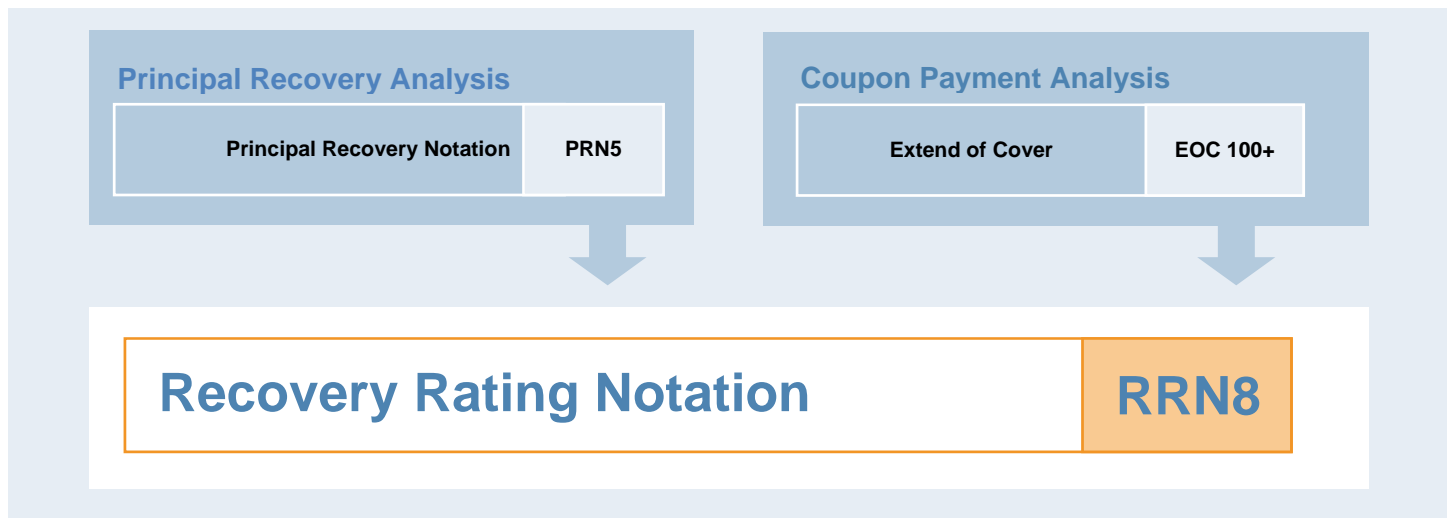 Principal Recovery Analysis
Principal Recovery Notation PRN5
Coupon Payment Analysis
Extend of Cover EOC 100+
Recovery Rating Notation RRN8